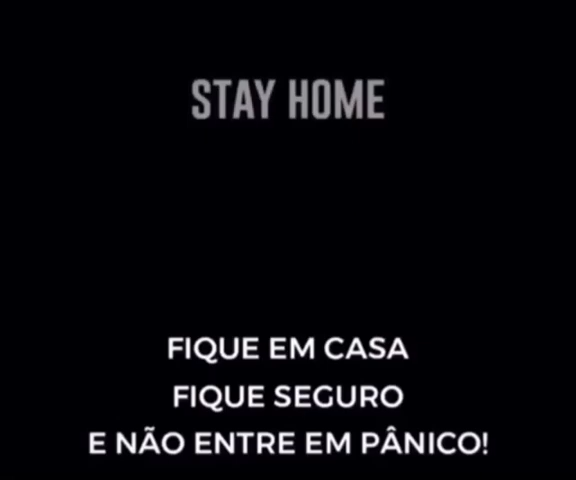 STAY HOME
FIQUE EM CASA
FIQUE SEGURO
E NÃO ENTRE EM PÂNICO!